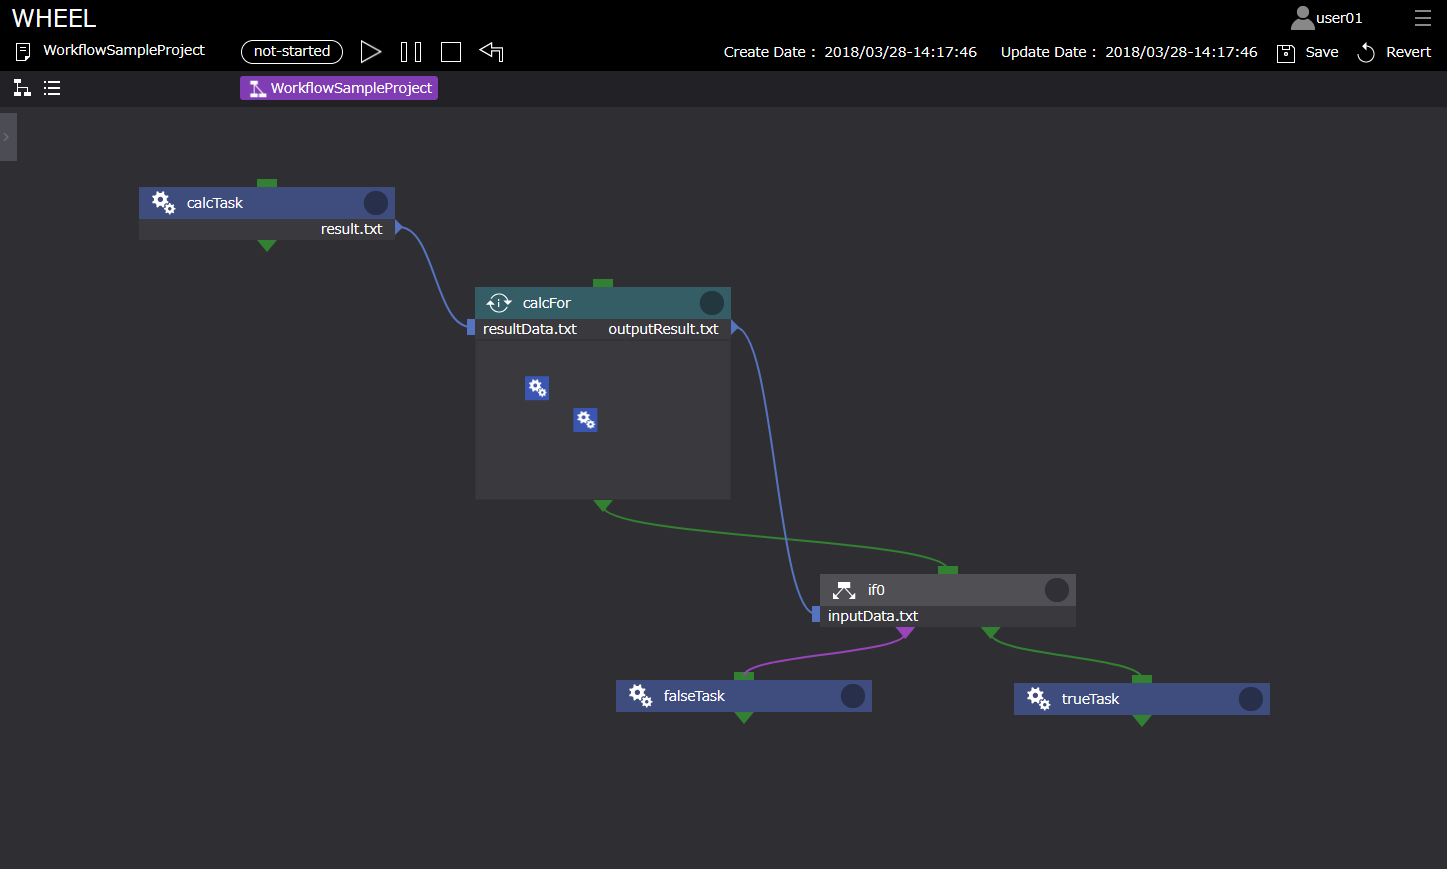 WHEEL
user01
WorkflowSampleProject
not-started
Create Date : 2018/03/28-14:17:46
Update Date : 2018/03/28-14:17:46
Save
Revert
WorkflowSampleProject
calcTask
result.txt
calcFor
resultData.txt outputResult.txt
if0
inputData.txt
falseTask
trueTask